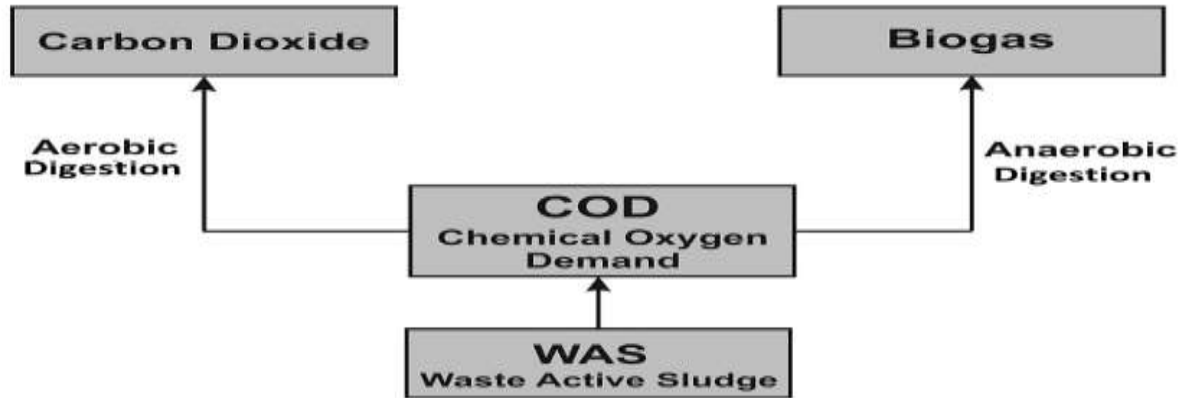 Carbon Dioxide
Biogas
Aerobic
Digestion
Anaerobic
Digestion
COD
Chemical Oxygen
Demand
WAS
Waste Active Sludge